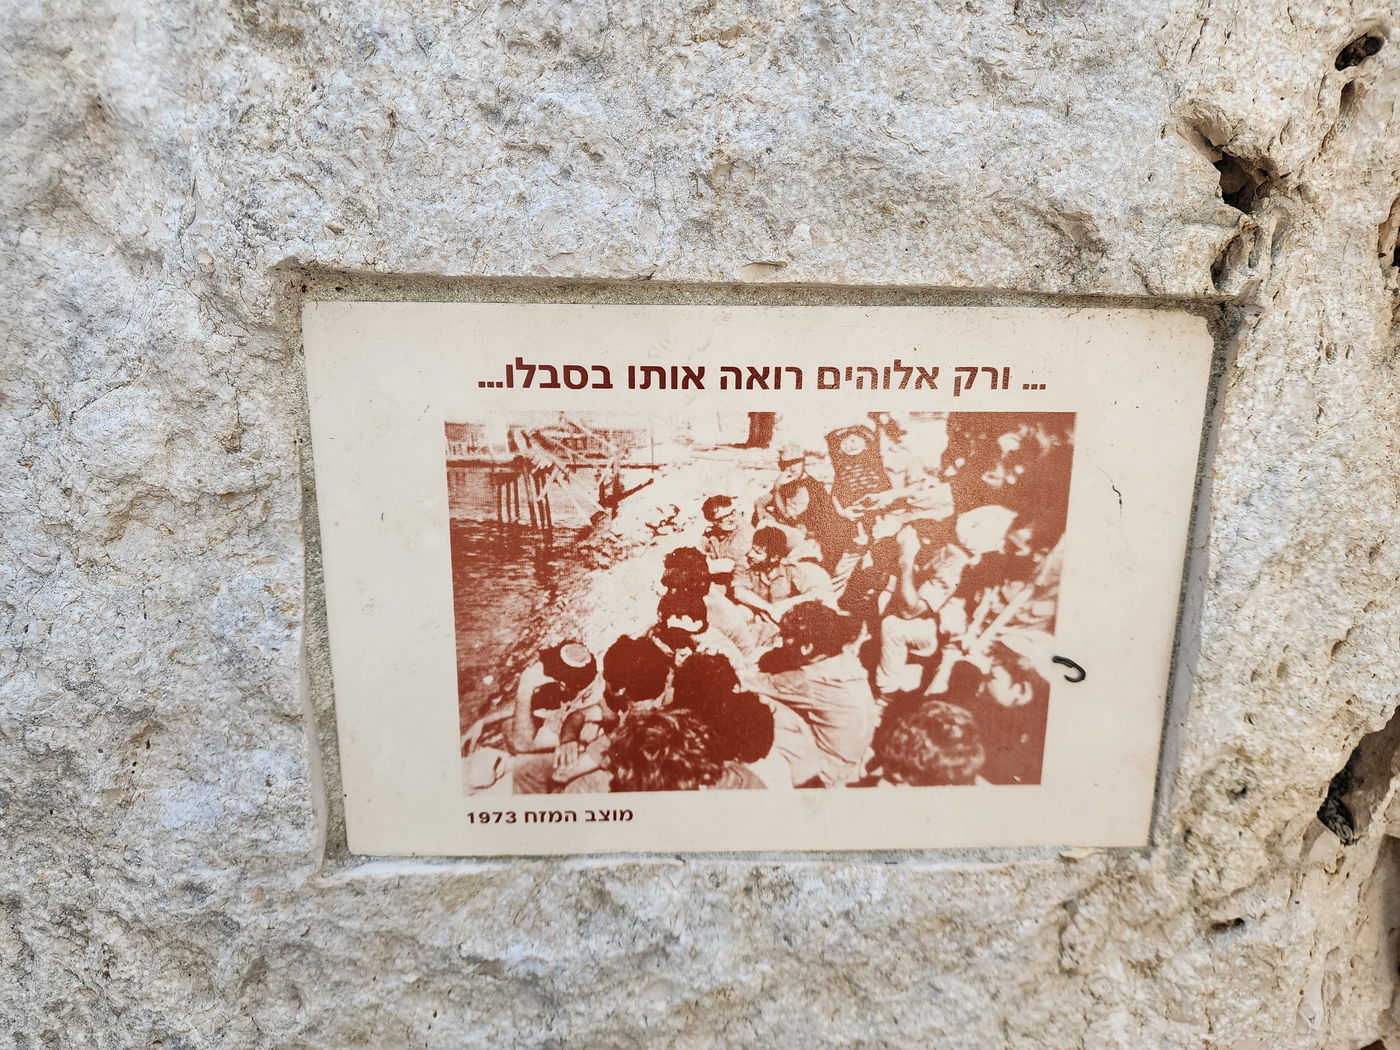 ... ורק אלוהים רואה אותו בסבלו...
מוצב המזח 1973